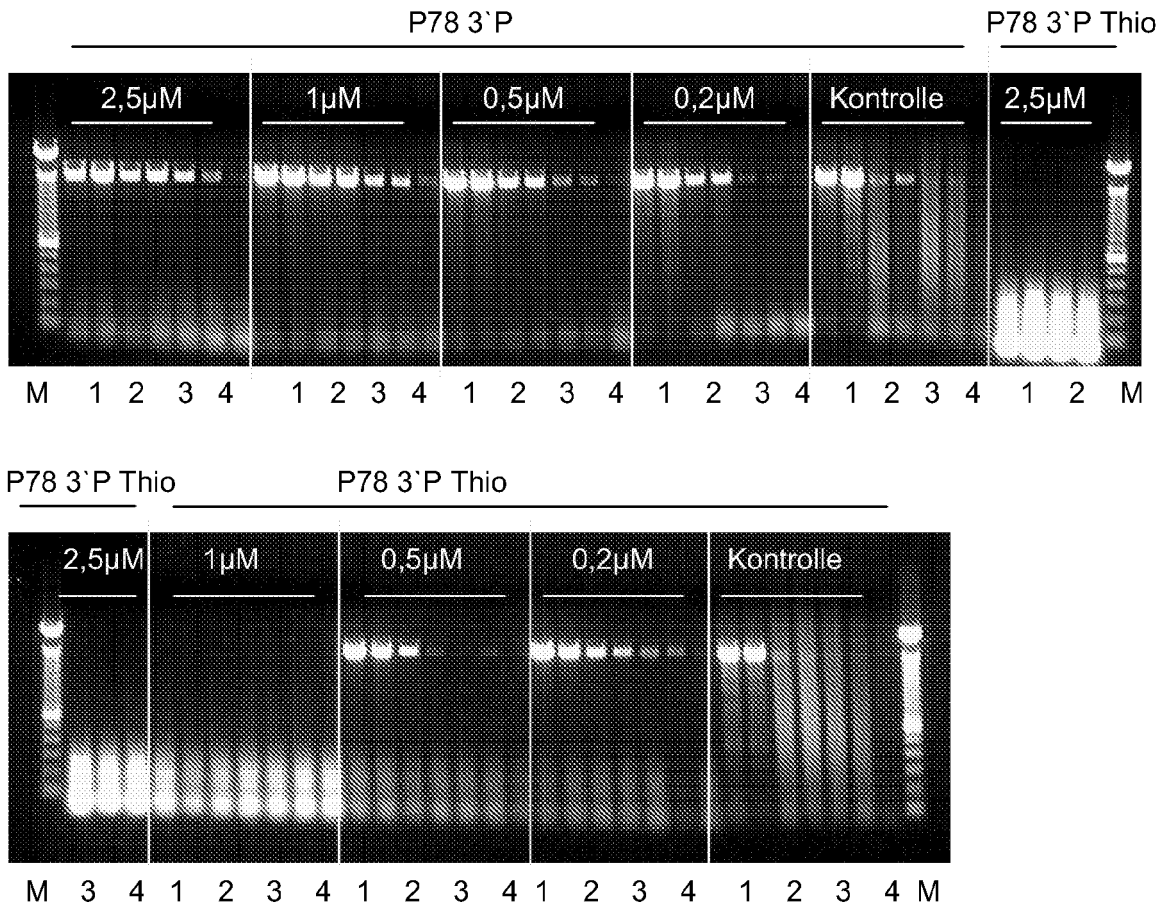 P78 3`P P78 3`P Thio
2,5µM 1µM 0,5µM 0,2µM Kontrolle 2,5µM
M 1 2 3 4 1 2 3 4 1 2 3 4 1 2 3 4 1 2 3 4 1 2 M
P78 3`P Thio P78 3`P Thio
2,5µM 1µM 0,5µM 0,2µM Kontrolle
M 3 4 1 2 3 4 1 2 3 4 1 2 3 4 1 2 3 4 M